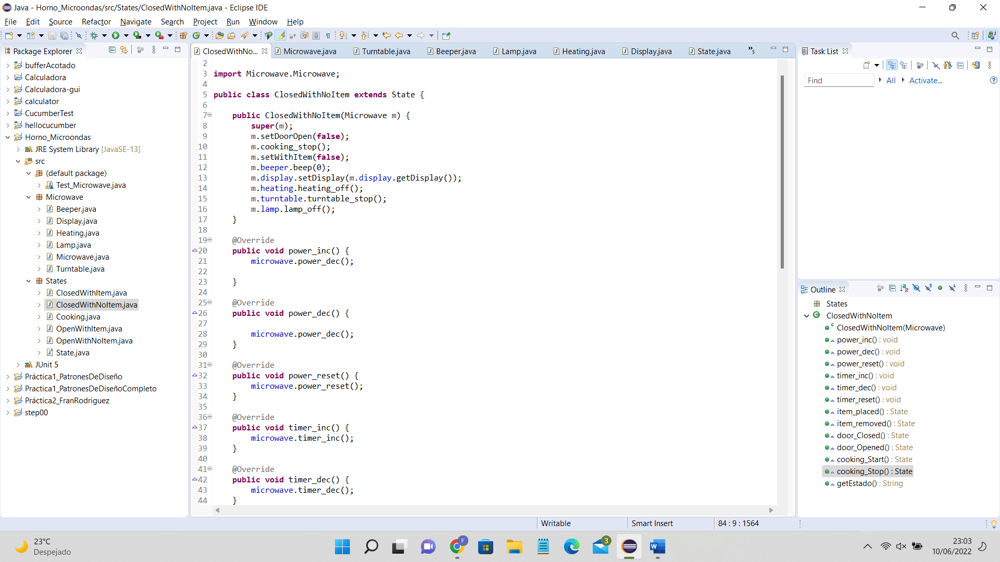 Java - Horno_Microondas/src/States/ClosedWithNoItem.java - Eclipse IDE
File Edit Source Refactor Navigate Search Project Run Window Help
Package Explorer
bufferAcotado
Calculadora
Calculadora-gui
calculator
CucumberTest
hellocucumber
Horno_Microondas
JRE System Library [JavaSE-13]
src
(default package)
Test_Microwave.java
Microwave
Beeper.java
Display.java
Heating.java
Lamp.java
Microwave.java
Turntable.java
States
ClosedWithItem.java
ClosedWithNoItem.java
Cooking.java
OpenWithItem.java
OpenWithNoItem.java
State.java
JUnit 5
Práctica1_PatronesDeDiseño
Practica1_PatronesDeDiseñoCompleto
Práctica2_FranRodriguez
step00
ClosedWithNo... Microwave.java Turntable.java Beeper.java Lamp.java Heating.java Display.java State.java »5
2
3 import Microwave.Microwave;
4
5 public class ClosedWithNoItem extends State {
6
7 public ClosedWithNoItem(Microwave m) {
8 super(m);
9 m.setDoorOpen(false);
10 m.cooking_stop();
11 m.setWithItem(false);
12 m.beeper.beep(0);
13 m.display.setDisplay(m.display.getDisplay());
14 m.heating.heating_off();
15 m.turntable.turntable_stop();
16 m.lamp.lamp_off();
17 }
18
19 @Override
20 public void power_inc() {
21 microwave.power_dec();
22
23 }
24
25 @Override
26 public void power_dec() {
27
28 microwave.power_dec();
29 }
30
31 @Override
32 public void power_reset() {
33 microwave.power_reset();
34 }
35
36 @Override
37 public void timer_inc() {
38 microwave.timer_inc();
39 }
40
41 @Override
42 public void timer_dec() {
43 microwave.timer_dec();
44 }
Task List
Find All Activate...
Outline
States
ClosedWithNoItem
ClosedWithNoItem(Microwave)
power_inc() : void
power_dec() : void
power_reset() : void
timer_inc() : void
timer_dec() : void
timer_reset() : void
item_placed() : State
item_removed() : State
door_Closed() : State
door_Opened() : State
cooking_Start() : State
cooking_Stop() : State
getEstado() : String
Writable Smart Insert 84 : 9 : 1564
23°C
Despejado
F
3
W
23:03
10/06/2022